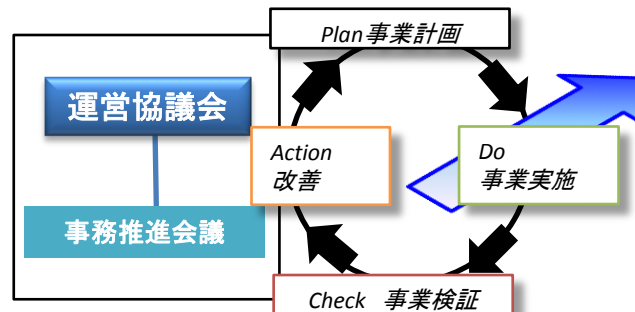 Plan事業計画
運営協議会
Action
改善
Do
事業実施
事務推進会議
Check 事業検証